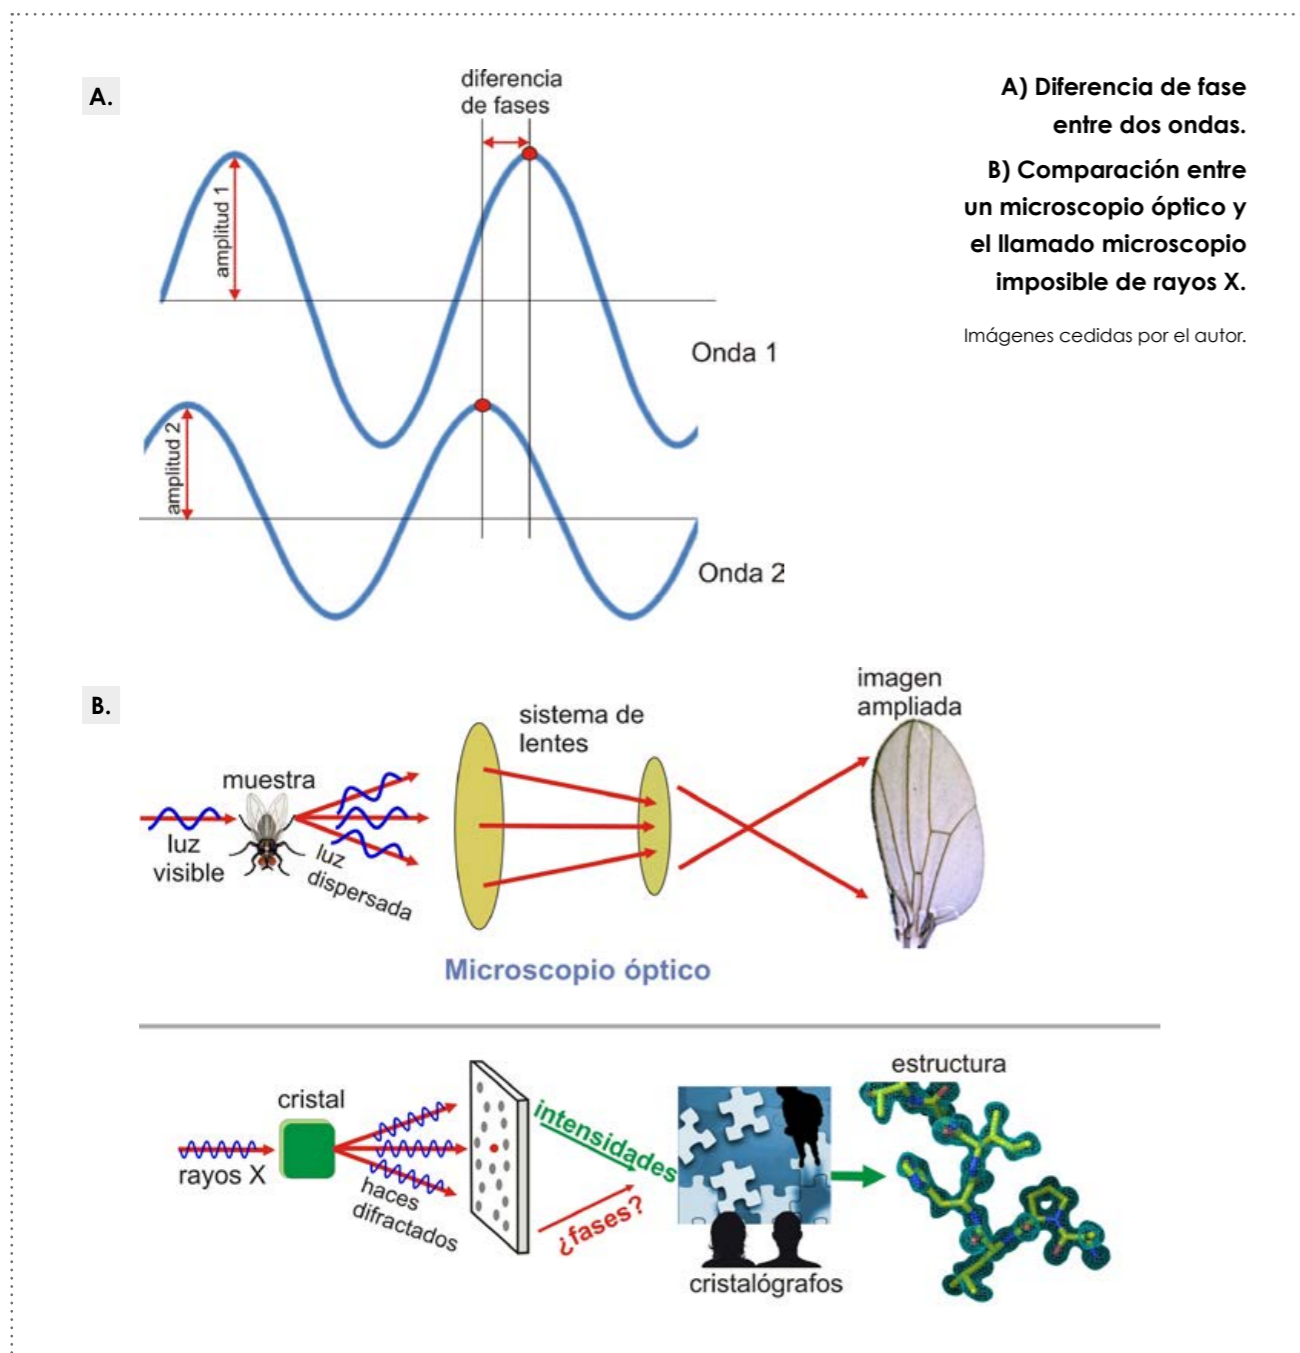 A.
diferencia
de fases
amplitud 1
Onda 1
amplitud 2
Onda 2
A) Diferencia de fase
entre dos ondas.
B) Comparación entre
un microscopio óptico y
el llamado microscopio
imposible de rayos X.
Imágenes cedidas por el autor.
B.
muestra
luz
visible
luz
dispersada
sistema de
lentes
imagen
ampliada
Microscopio óptico
cristal
rayos X
haces
difractados
intensidades
¿fases?
cristalógrafos
estructura